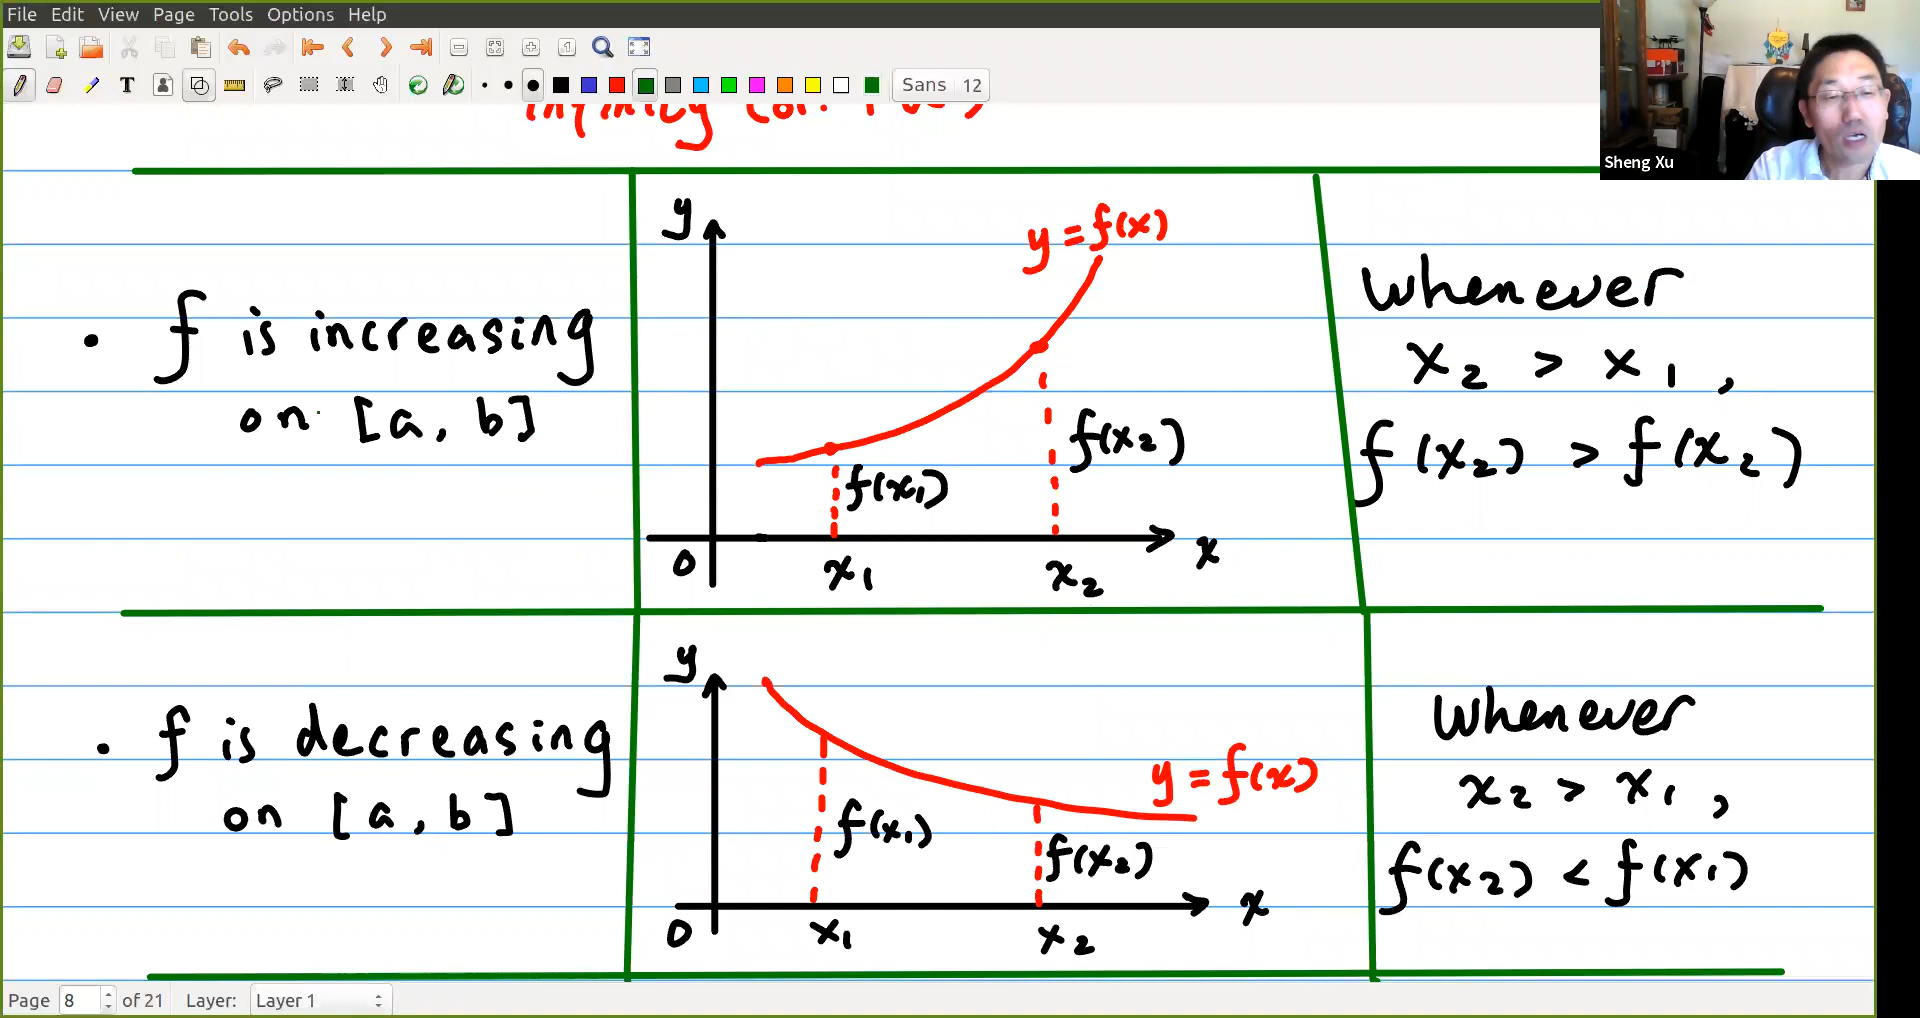 File Edit View Page Tools Options Help
T Sans 12
Sheng Xu
infinity
y
y = f(x)
• f is increasing
on [a, b]
f(x₁)
f(x₂)
0 x₁ x₂ x
Whenever
x₂ > x₁,
f(x₂) > f(x₂)
y
• f is decreasing
on [a, b]
y = f(x)
f(x₁)
f(x₂)
0 x₁ x₂ x
Whenever
x₂ > x₁,
f(x₂) < f(x₁)
Page 8 of 21 Layer: Layer 1